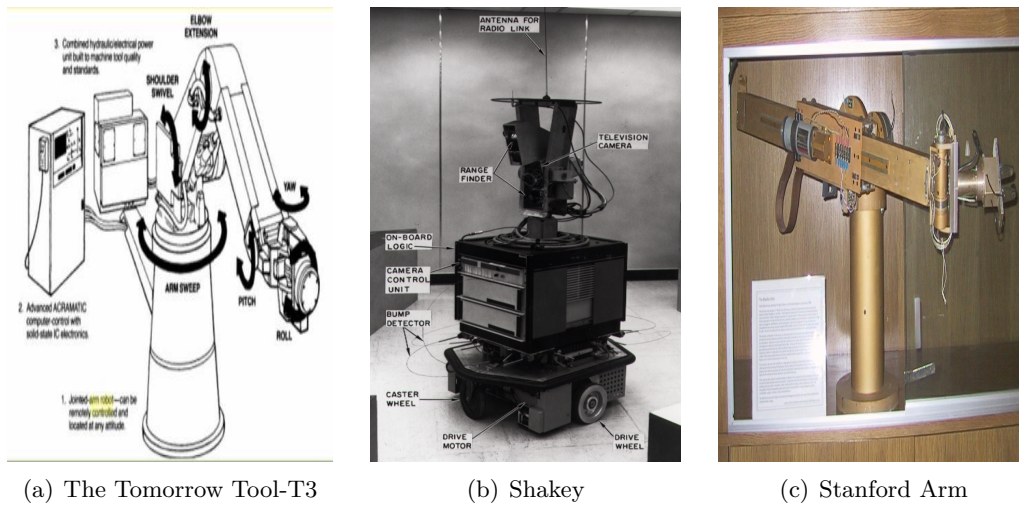 ELBOW
EXTENSION
3. Combined hydraulic/electrical power
unit built to machine tool quality
and standards.
SHOULDER
SWIVEL
YAW
ARM SWEEP
PITCH
ROLL
2. Advanced ACRAMATIC
computer-control with
solid-state IC electronics.
1. Jointed-arm robot—can be
remotely controlled and
located at any attitude.
(a) The Tomorrow Tool-T3
ANTENNA FOR
RADIO LINK
TELEVISION
CAMERA
RANGE
FINDER
ON-BOARD
LOGIC
CAMERA
CONTROL
UNIT
BUMP
DETECTOR
CASTER
WHEEL
DRIVE
MOTOR
DRIVE
WHEEL
(b) Shakey
(c) Stanford Arm